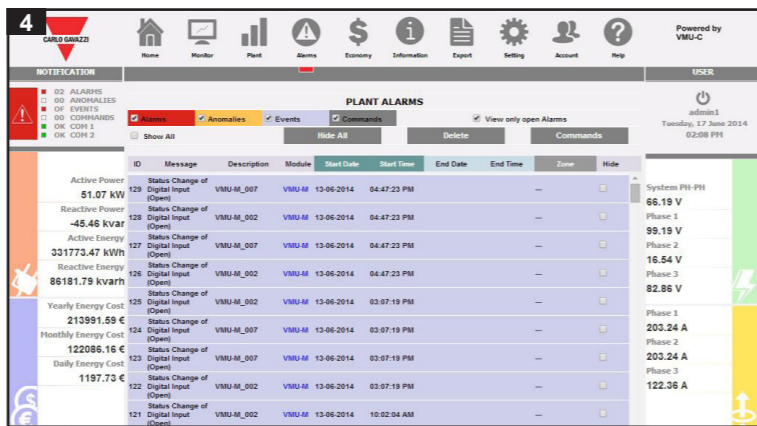 4
CARLO GAVAZZI
Home
Monitor
Plant
Alarms
Economy
Information
Export
Setting
Account
Help
Powered by
VMU-C
NOTIFICATION
USER
02 ALARMS
00 ANOMALIES
OF EVENTS
00 COMMANDS
OK COM 1
OK COM 2
PLANT ALARMS
Alarms
Anomalies
Events
Commands
View only open Alarms
Show All
Hide All
Delete
Commands
admin1
Tuesday, 17 June 2014
02:08 PM
ID Message Description Module Start Date Start Time End Date End Time Zone Hide
129 Status Change of Digital Input (Open) VMU-M_007 VMU-M 13-06-2014 04:47:23 PM ---
128 Status Change of Digital Input (Open) VMU-M_002 VMU-M 13-06-2014 04:47:23 PM ---
127 Status Change of Digital Input (Open) VMU-M_007 VMU-M 13-06-2014 04:47:23 PM ---
126 Status Change of Digital Input (Open) VMU-M_002 VMU-M 13-06-2014 04:47:23 PM ---
125 Status Change of Digital Input (Open) VMU-M_002 VMU-M 13-06-2014 03:07:19 PM ---
124 Status Change of Digital Input (Open) VMU-M_007 VMU-M 13-06-2014 03:07:19 PM ---
123 Status Change of Digital Input (Open) VMU-M_007 VMU-M 13-06-2014 03:07:19 PM ---
122 Status Change of Digital Input (Open) VMU-M_002 VMU-M 13-06-2014 03:07:19 PM ---
121 Status Change of Digital Input (Open) VMU-M_002 VMU-M 13-06-2014 10:02:04 AM ---
Active Power
51.07 kW
Reactive Power
-45.46 kvar
Active Energy
331773.47 kWh
Reactive Energy
86181.79 kvarh
Yearly Energy Cost
213991.59 €
Monthly Energy Cost
122086.16 €
Daily Energy Cost
1197.73 €
System PH-PH
66.19 V
Phase 1
99.19 V
Phase 2
16.54 V
Phase 3
82.86 V
Phase 1
203.24 A
Phase 2
203.24 A
Phase 3
122.36 A